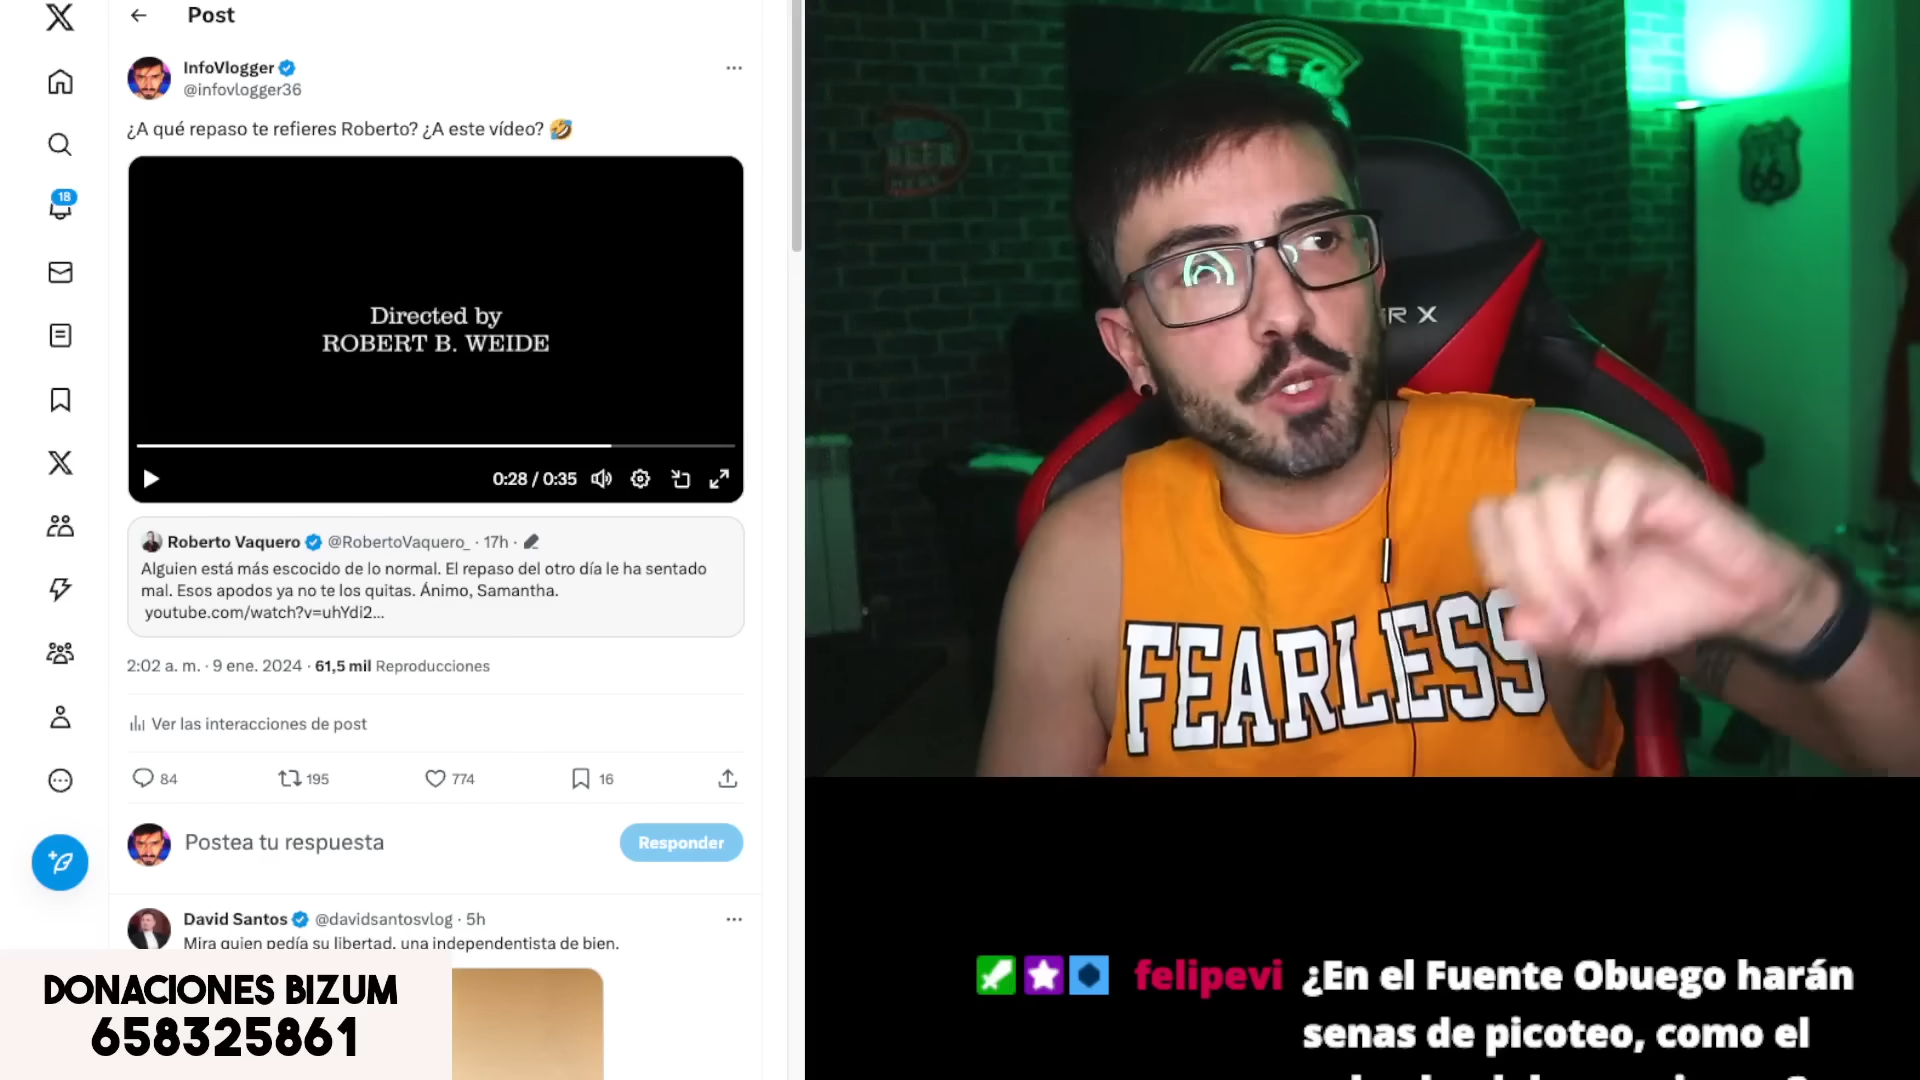 Post
InfoVlogger
@infovlogger36
¿A qué repaso te refieres Roberto? ¿A este vídeo? 🤣
18
Directed by
ROBERT B. WEIDE
0:28 / 0:35
Roberto Vaquero @RobertoVaquero_ · 17h ·
Alguien está más escocido de lo normal. El repaso del otro día le ha sentado
mal. Esos apodos ya no te los quitas. Ánimo, Samantha.
youtube.com/watch?v=uhYdi2...
2:02 a. m. · 9 ene. 2024 · 61,5 mil Reproducciones
Ver las interacciones de post
84 195 774 16
Postea tu respuesta
Responder
David Santos @davidsantosvlog · 5h
Mira quien pedía su libertad, una independentista de bien.
DONACIONES BIZUM
658325861
BEER
66
R X
FEARLESS
felipevi ¿En el Fuente Obuego harán
senas de picoteo, como el